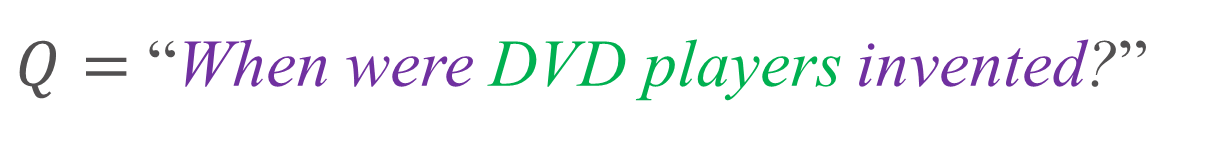 Q = “When were DVD players invented?”